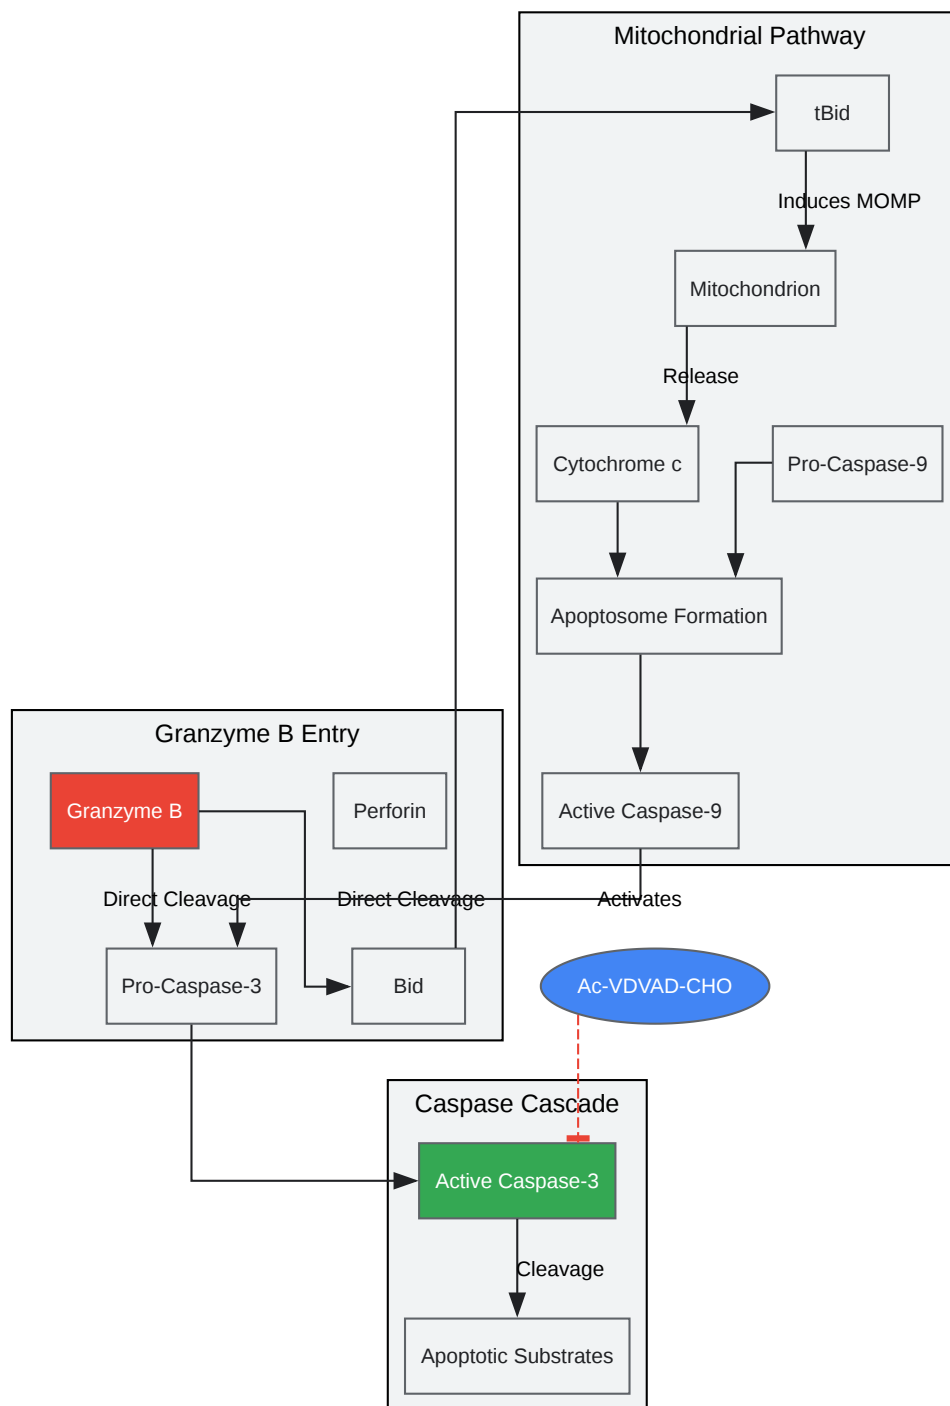 Mitochondrial Pathway
tBid
Induces MOMP
Mitochondrion
Release
Cytochrome c
Pro-Caspase-9
Apoptosome Formation
Active Caspase-9
Activates
Granzyme B Entry
Granzyme B
Perforin
Direct Cleavage
Direct Cleavage
Pro-Caspase-3
Bid
Ac-VDVAD-CHO
Caspase Cascade
Active Caspase-3
Cleavage
Apoptotic Substrates